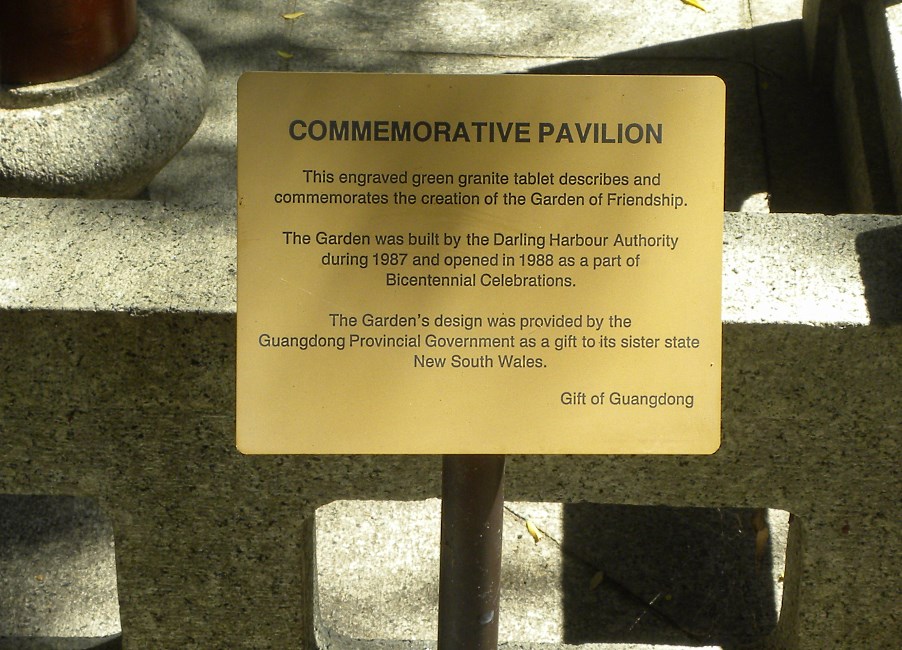 COMMEMORATIVE PAVILION
This engraved green granite tablet describes and
commemorates the creation of the Garden of Friendship.
The Garden was built by the Darling Harbour Authority
during 1987 and opened in 1988 as a part of
Bicentennial Celebrations.
The Garden's design was provided by the
Guangdong Provincial Government as a gift to its sister state
New South Wales.
Gift of Guangdong